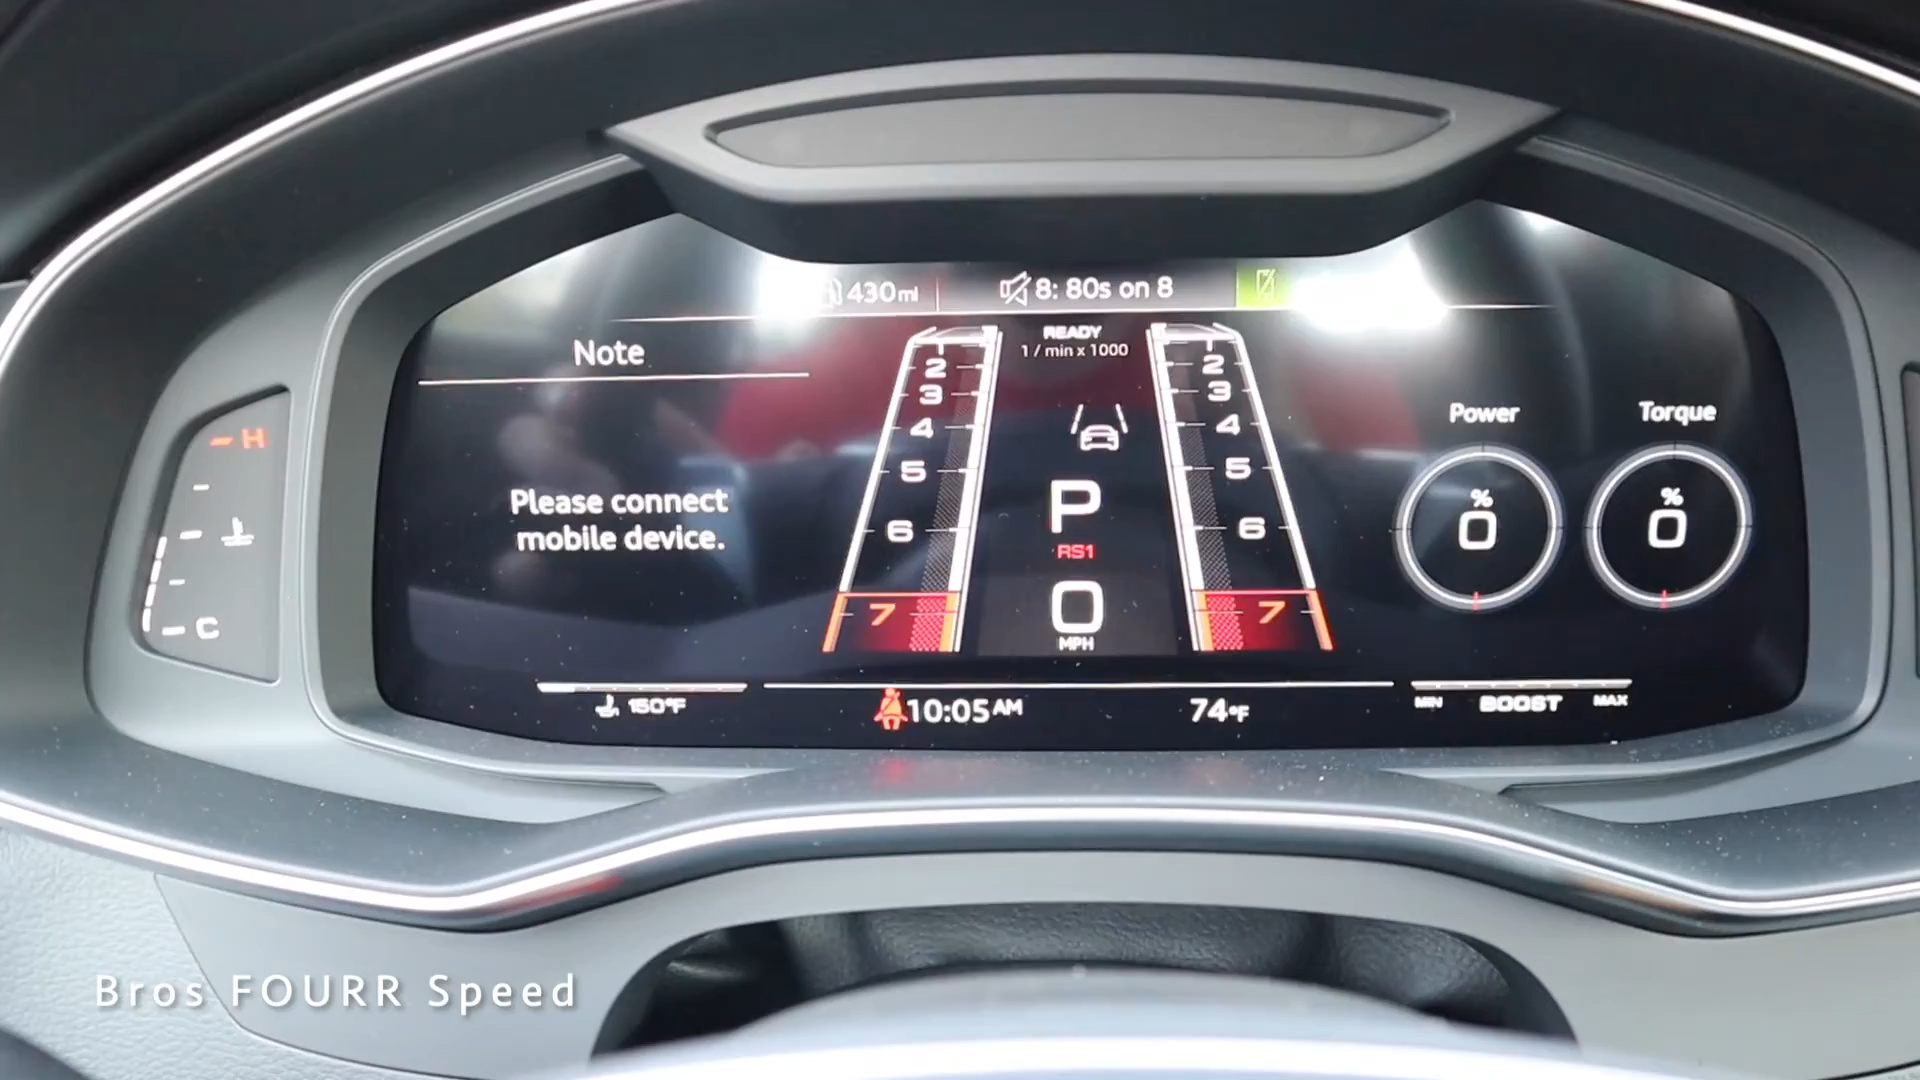 430mi
8: 80s on 8
Note
READY
1 / min x 1000
1
2
3
4
5
6
7
1
2
3
4
5
6
7
Please connect
mobile device.
P
RS1
0
MPH
Power
%
0
Torque
%
0
H
C
150°F
10:05AM
74°F
MIN
BOOST
MAX
Bros FOURR Speed